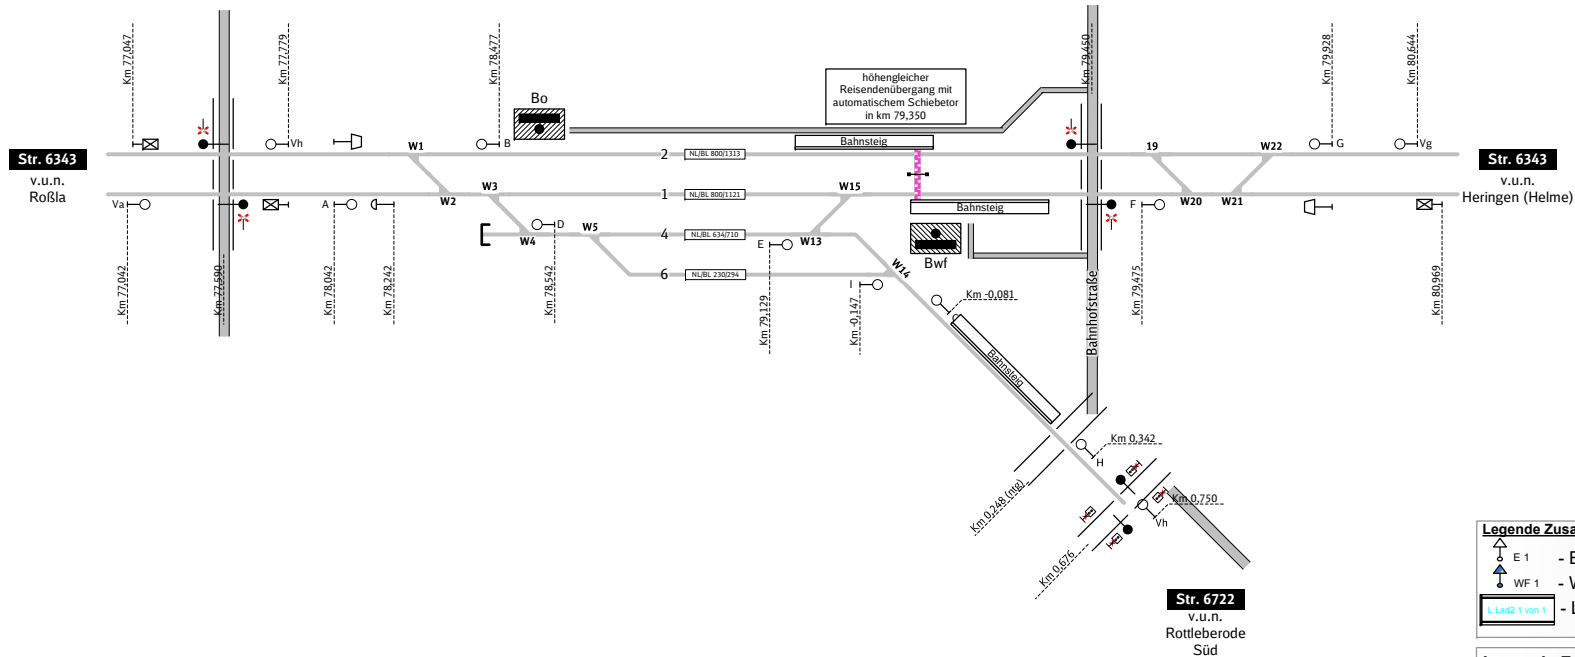 Km 77,047
Km 77,779
Km 78,477
höhengleicher
Reisendenübergang mit
automatischem Schiebetor
in km 79,350
Km 79,450
Km 79,928
Km 80,644
Bo
Vh
B
Bahnsteig
G
Vg
Str. 6343
v.u.n.
Roßla
W1
2
NL/BL 800/1313
19
W22
Str. 6343
v.u.n.
Heringen (Helme)
W3
1
NL/BL 800/1121
W15
W2
W20
W21
Va
A
Bahnsteig
F
D
W5
W4
4
NL/BL 634/710
E
W13
6
NL/BL 230/294
I
W14
Bwf
Bahnhofstraße
Km 77,042
Km 77,590
Km 78,042
Km 78,242
Km 78,542
Km 79,129
Km -0,147
Km -0,081
Km 79,475
Km 80,969
Bahnsteig
Km 0,342
H
Km 0,248 (ntg)
Km 0,750
Vh
Km 0,676
Str. 6722
v.u.n.
Rottleberode
Süd
Legende Zusa
E 1 - E
WF 1 - W
L Lad2 1 von 1 - L